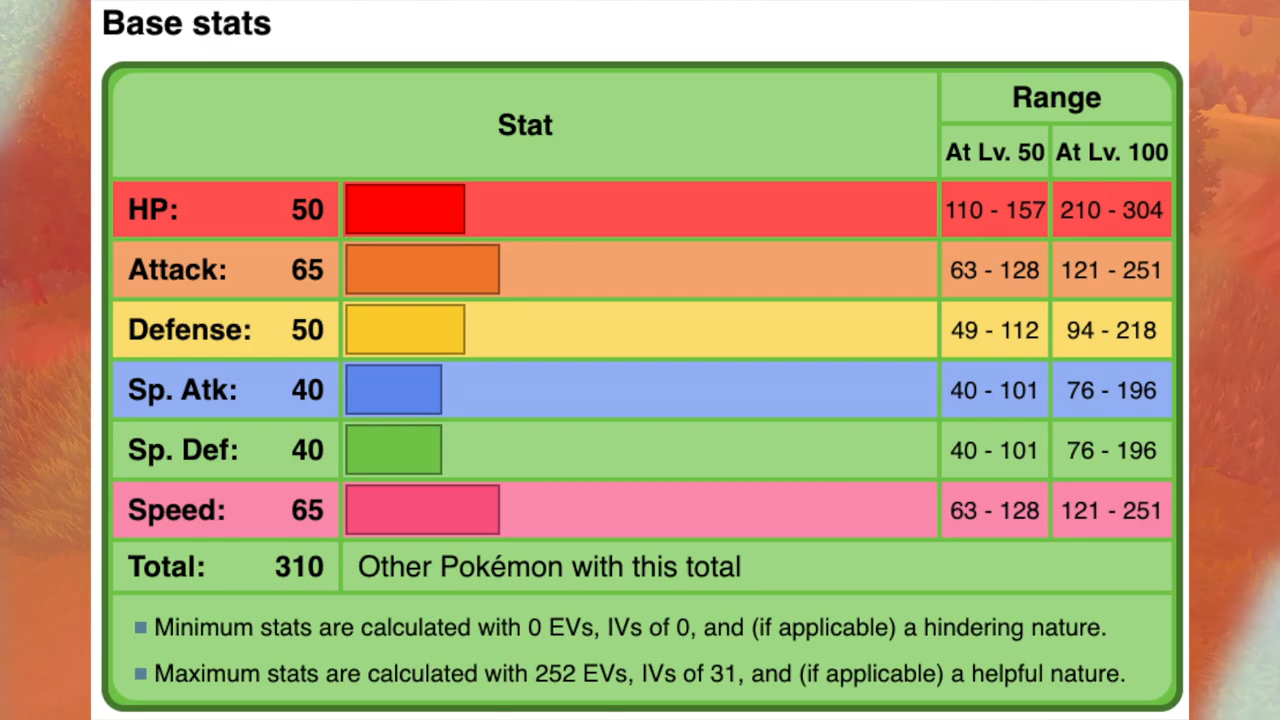 Base stats
Stat
Range
At Lv. 50 At Lv. 100
HP: 50 110 - 157 210 - 304
Attack: 65 63 - 128 121 - 251
Defense: 50 49 - 112 94 - 218
Sp. Atk: 40 40 - 101 76 - 196
Sp. Def: 40 40 - 101 76 - 196
Speed: 65 63 - 128 121 - 251
Total: 310 Other Pokémon with this total
Minimum stats are calculated with 0 EVs, IVs of 0, and (if applicable) a hindering nature.
Maximum stats are calculated with 252 EVs, IVs of 31, and (if applicable) a helpful nature.